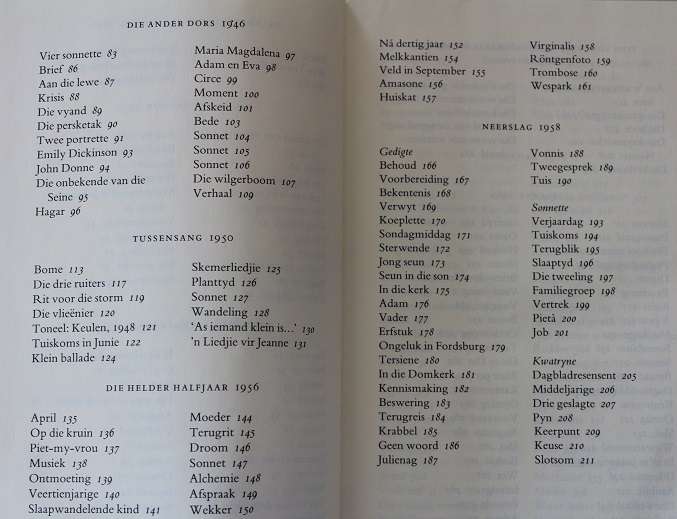 DIE ANDER DORS 1946
Vier sonnette 83
Brief 86
Aan die lewe 87
Krisis 88
Die vyand 89
Die persketak 90
Twee portrette 91
Emily Dickinson 93
John Donne 94
Die onbekende van die
Seine 95
Hagar 96
Maria Magdalena 97
Adam en Eva 98
Circe 99
Moment 100
Afskeid 101
Bede 103
Sonnet 104
Sonnet 105
Sonnet 106
Die wilgerboom 107
Verhaal 109
TUSSENSANG 1950
Bome 113
Die drie ruiters 117
Rit voor die storm 119
Die vlieënier 120
Toneel: Keulen, 1948 121
Tuiskoms in Junie 122
Klein ballade 124
Skemerliedjie 125
Planttyd 126
Sonnet 127
Wandeling 128
‘As iemand klein is...’ 130
’n Liedjie vir Jeanne 131
DIE HELDER HALFJAAR 1956
April 135
Op die kruin 136
Piet-my-vrou 137
Musiek 138
Ontmoeting 139
Veertienjarige 140
Slaapwandelende kind 141
Moeder 144
Terugrit 145
Droom 146
Sonnet 147
Alchemie 148
Afspraak 149
Wekker 150
Ná dertig jaar 152
Melkkantien 154
Veld in September 155
Amasone 156
Huiskat 157
Virginalis 158
Röntgenfoto 159
Trombose 160
Wespark 161
NEERSLAG 1958
Gedigte
Behoud 166
Voorbereiding 167
Bekentenis 168
Verwyt 169
Koeplette 170
Sondagmiddag 171
Sterwende 172
Jong seun 173
Seun in die son 174
In die kerk 175
Adam 176
Vader 177
Erfstuk 178
Ongeluk in Fordsburg 179
Tersiene 180
In die Domkerk 181
Kennismaking 182
Beswering 183
Terugreis 184
Krabbel 185
Geen woord 186
Julienag 187
Vonnis 188
Tweegesprek 189
Tuis 190
Sonnette
Verjaardag 193
Tuiskoms 194
Terugblik 195
Slaaptyd 196
Die tweeling 197
Familiegroep 198
Vertrek 199
Pietà 200
Job 201
Kwatryne
Dagbladresensent 205
Middeljarige 206
Drie geslagte 207
Pyn 208
Keerpunt 209
Keuse 210
Slotsom 211